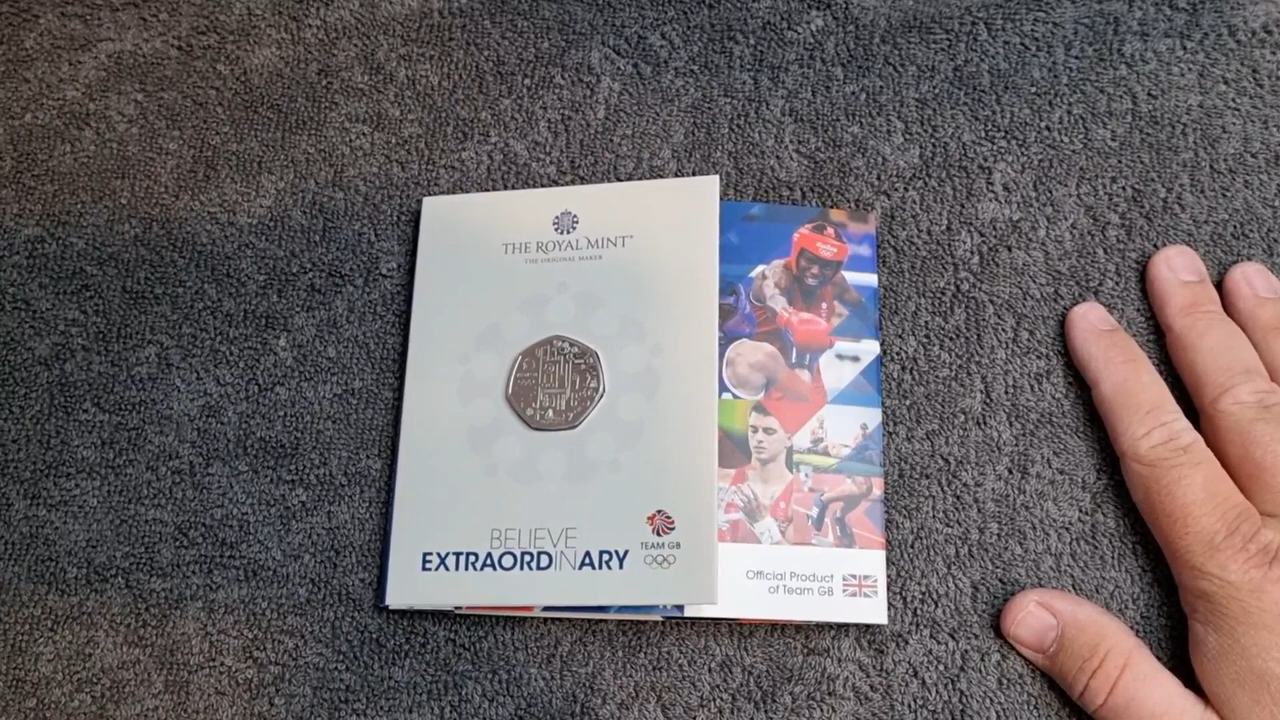 THE ROYAL MINT®
THE ORIGINAL MAKER
BELIEVE
EXTRAORDINARY
TEAM GB
Official Product
of Team GB